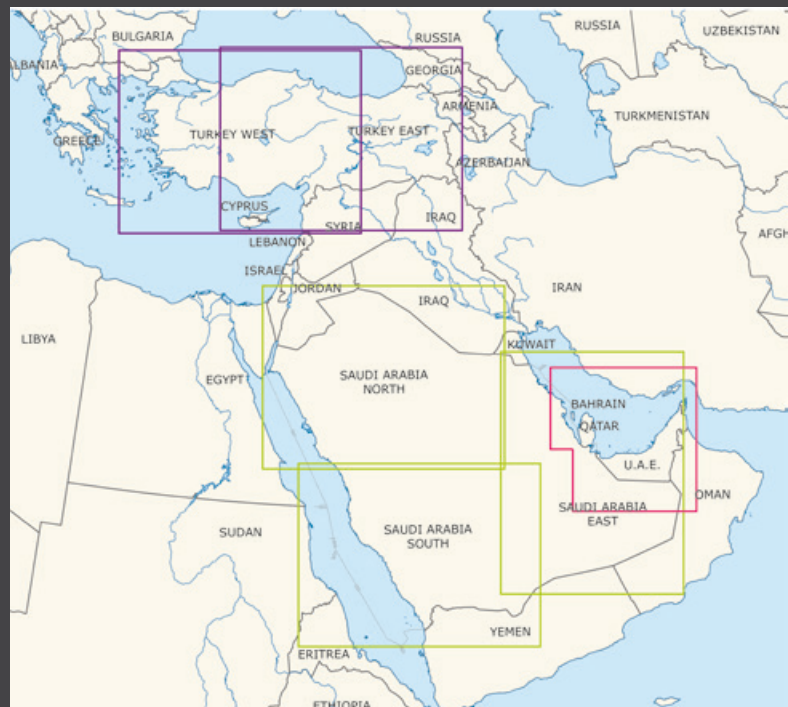 RUSSIA
UZBEKISTAN
BULGARIA
RUSSIA
ALBANIA
GEORGIA
ARMENIA
TURKMENISTAN
GREECE
TURKEY WEST
TURKEY EAST
AZERBAIJAN
CYPRUS
SYRIA
IRAQ
AFGH
LEBANON
ISRAEL
JORDAN
IRAN
IRAQ
LIBYA
KUWAIT
EGYPT
SAUDI ARABIA
NORTH
BAHRAIN
QATAR
U.A.E.
OMAN
SAUDI ARABIA
EAST
SUDAN
SAUDI ARABIA
SOUTH
YEMEN
ERITREA
ETHIOPIA